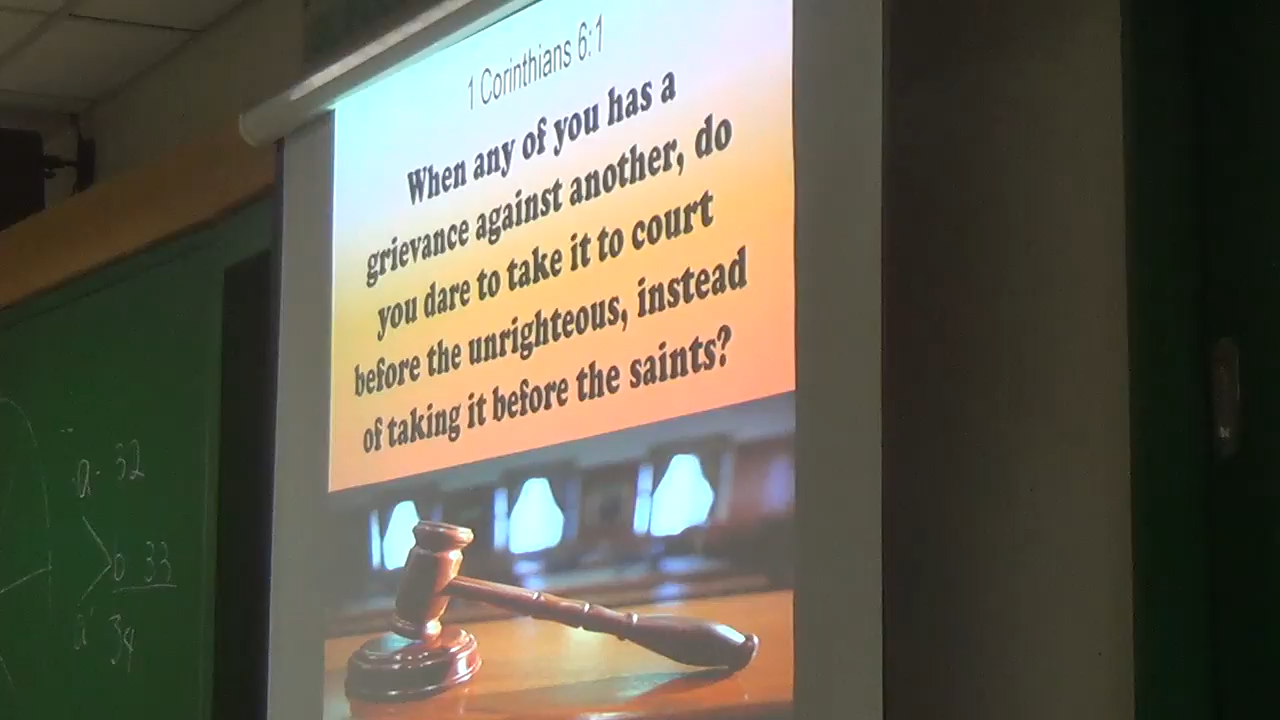 1 Corinthians 6:1
When any of you has a
grievance against another, do
you dare to take it to court
before the unrighteous, instead
of taking it before the saints?
a- 32
b 33
a' 34